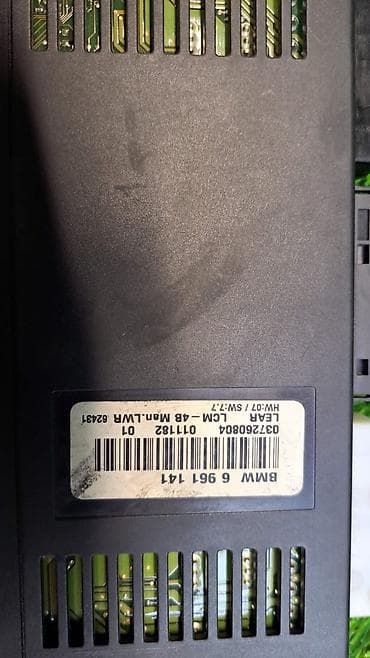 BMW 6 961 141
037260804 011182 01
LEAR LCM-4B Man.LWR 62431
HW:07 / SW:7.7